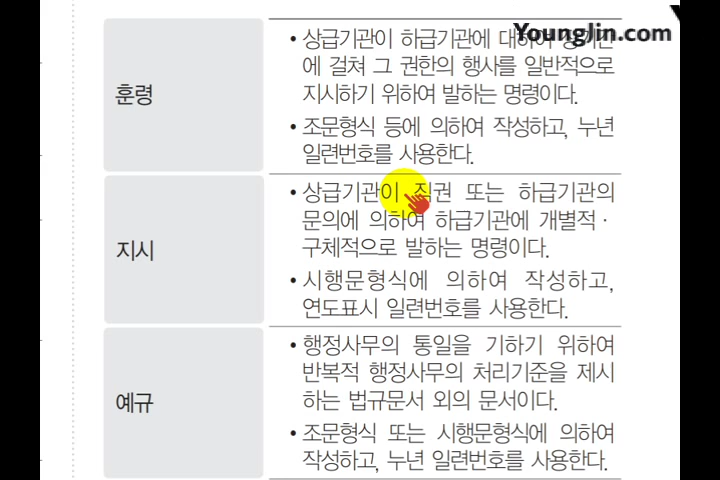 Younglin.com
훈령
• 상급기관이 하급기관에 대하여
에 걸쳐 그 권한의 행사를 일반적으로
지시하기 위하여 발하는 명령이다.
• 조문형식 등에 의하여 작성하고, 누년
일련번호를 사용한다.
지시
• 상급기관이 직권 또는 하급기관의
문의에 의하여 하급기관에 개별적·
구체적으로 발하는 명령이다.
• 시행문형식에 의하여 작성하고,
연도표시 일련번호를 사용한다.
예규
• 행정사무의 통일을 기하기 위하여
반복적 행정사무의 처리기준을 제시
하는 법규문서 외의 문서이다.
• 조문형식 또는 시행문형식에 의하여
작성하고, 누년 일련번호를 사용한다.